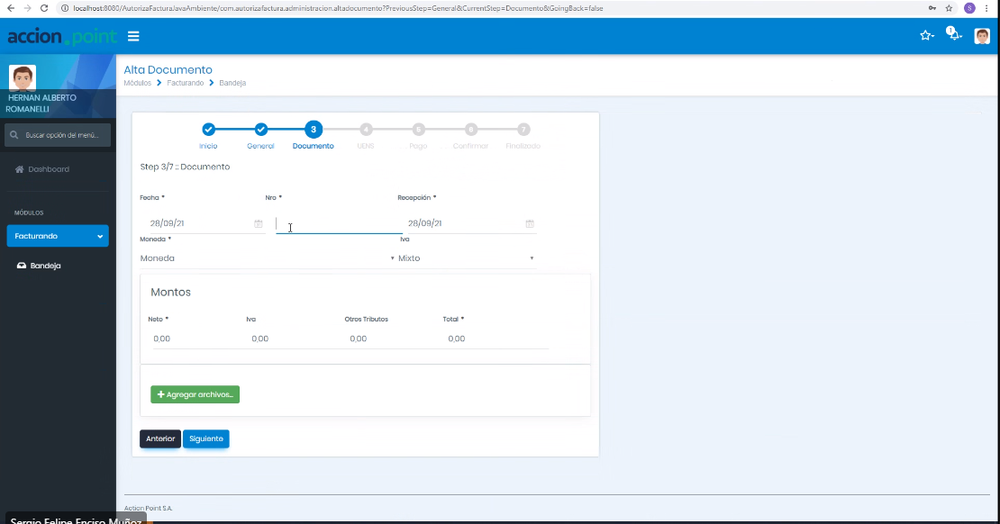 localhost:8080/AutorizaFacturaJavaAmbiente/com.autorizafactura.administracion.altadocumento?PreviousStep=General&CurrentStep=Documento&GoingBack=false
S
accion.point
1
HERNAN ALBERTO
ROMANELLI
Buscar opción del menú...
Dashboard
MÓDULOS
Facturando
Bandeja
Alta Documento
Módulos > Facturando > Bandeja
3 4 5 6 7
Inicio General Documento UENS Pago Confirmar Finalizado
Step 3/7 :: Documento
Fecha * Nro * Recepción *
28/09/21 28/09/21
Moneda * Iva
Moneda Mixto
Montos
Neto * Iva Otros Tributos Total *
0,00 0,00 0,00 0,00
+ Agregar archivos...
Anterior Siguiente
Action Point S.A.
Sergio Felipe Enciso Muñoz